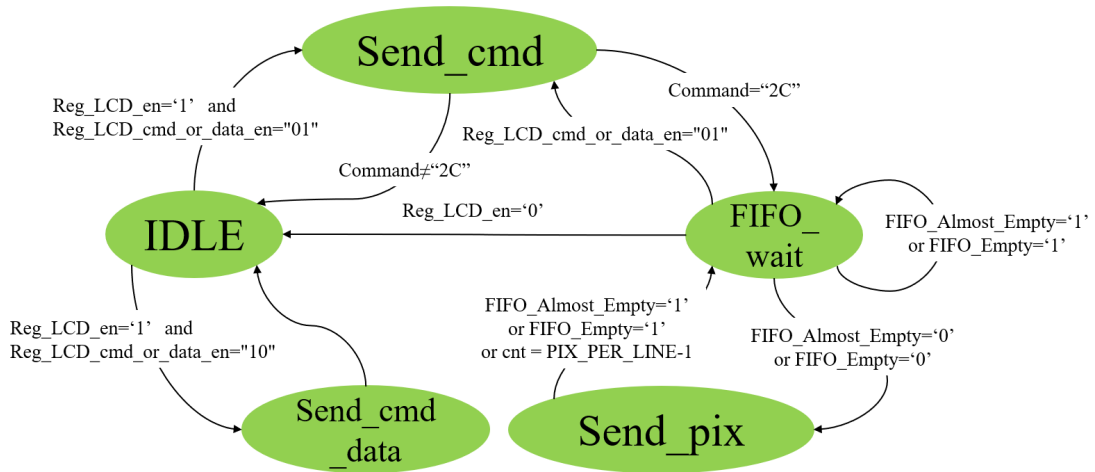 Send_cmd
Reg_LCD_en=‘1’ and
Reg_LCD_cmd_or_data_en="01"
Command=“2C”
Reg_LCD_cmd_or_data_en="01"
Command≠“2C”
Reg_LCD_en=‘0’
IDLE
FIFO_
wait
FIFO_Almost_Empty=‘1’
or FIFO_Empty=‘1’
Reg_LCD_en=‘1’ and
Reg_LCD_cmd_or_data_en="10"
FIFO_Almost_Empty=‘1’
or FIFO_Empty=‘1’
or cnt = PIX_PER_LINE-1
FIFO_Almost_Empty=‘0’
or FIFO_Empty=‘0’
Send_cmd
_data
Send_pix